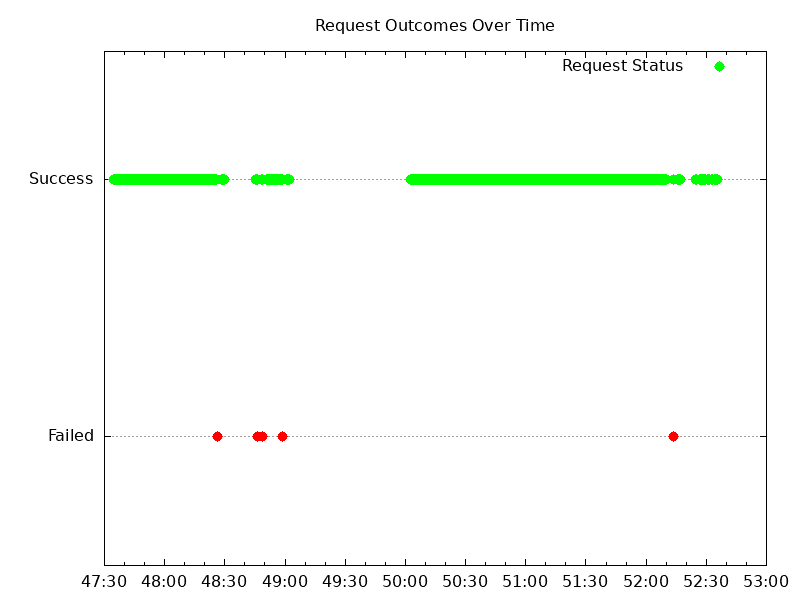 Request Outcomes Over Time
Request Status
Success
Failed
47:30 48:00 48:30 49:00 49:30 50:00 50:30 51:00 51:30 52:00 52:30 53:00